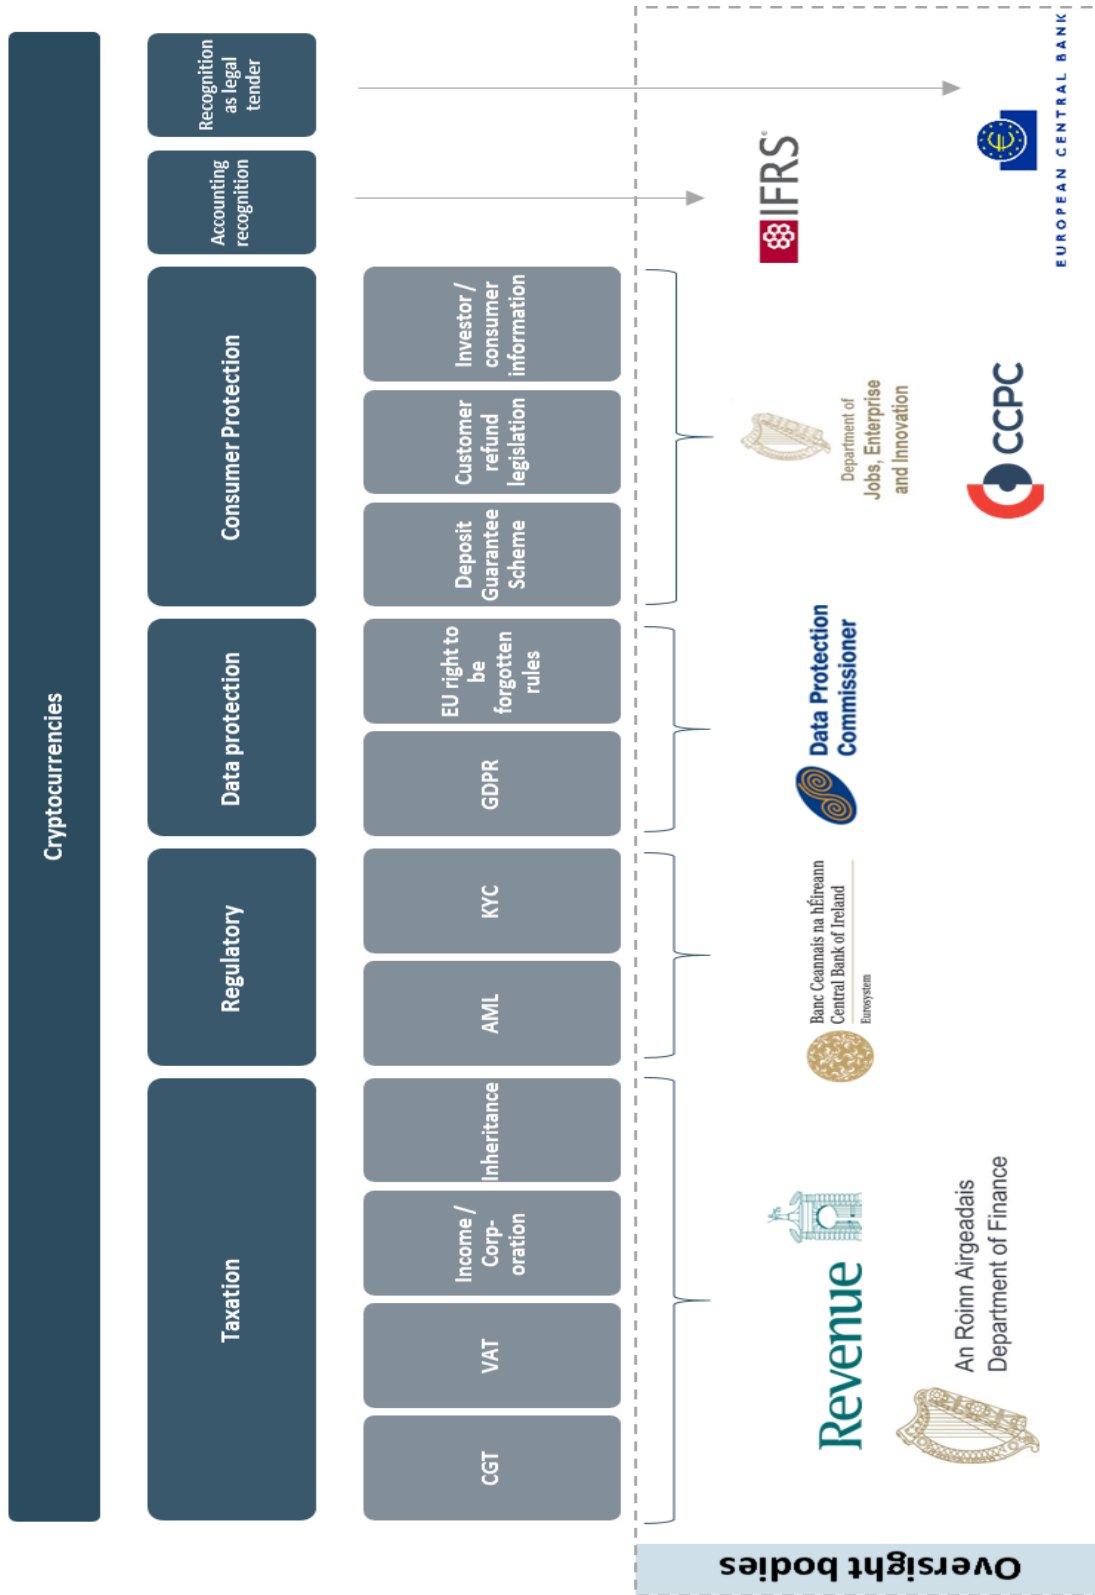 Cryptocurrencies
Taxation
Regulatory
Data protection
Consumer Protection
Accounting
recognition
Recognition
as legal
tender
CGT
VAT
Income /
Corp-
oration
Inheritance
AML
KYC
GDPR
EU right to
be
forgotten
rules
Deposit
Guarantee
Scheme
Customer
refund
legislation
Investor /
consumer
information
Oversight bodies
Revenue
An Roinn Airgeadais
Department of Finance
Banc Ceannais na hÉireann
Central Bank of Ireland
Eurosystem
Data Protection
Commissioner
Department of
Jobs, Enterprise
and Innovation
CCPC
IFRS®
EUROPEAN CENTRAL BANK